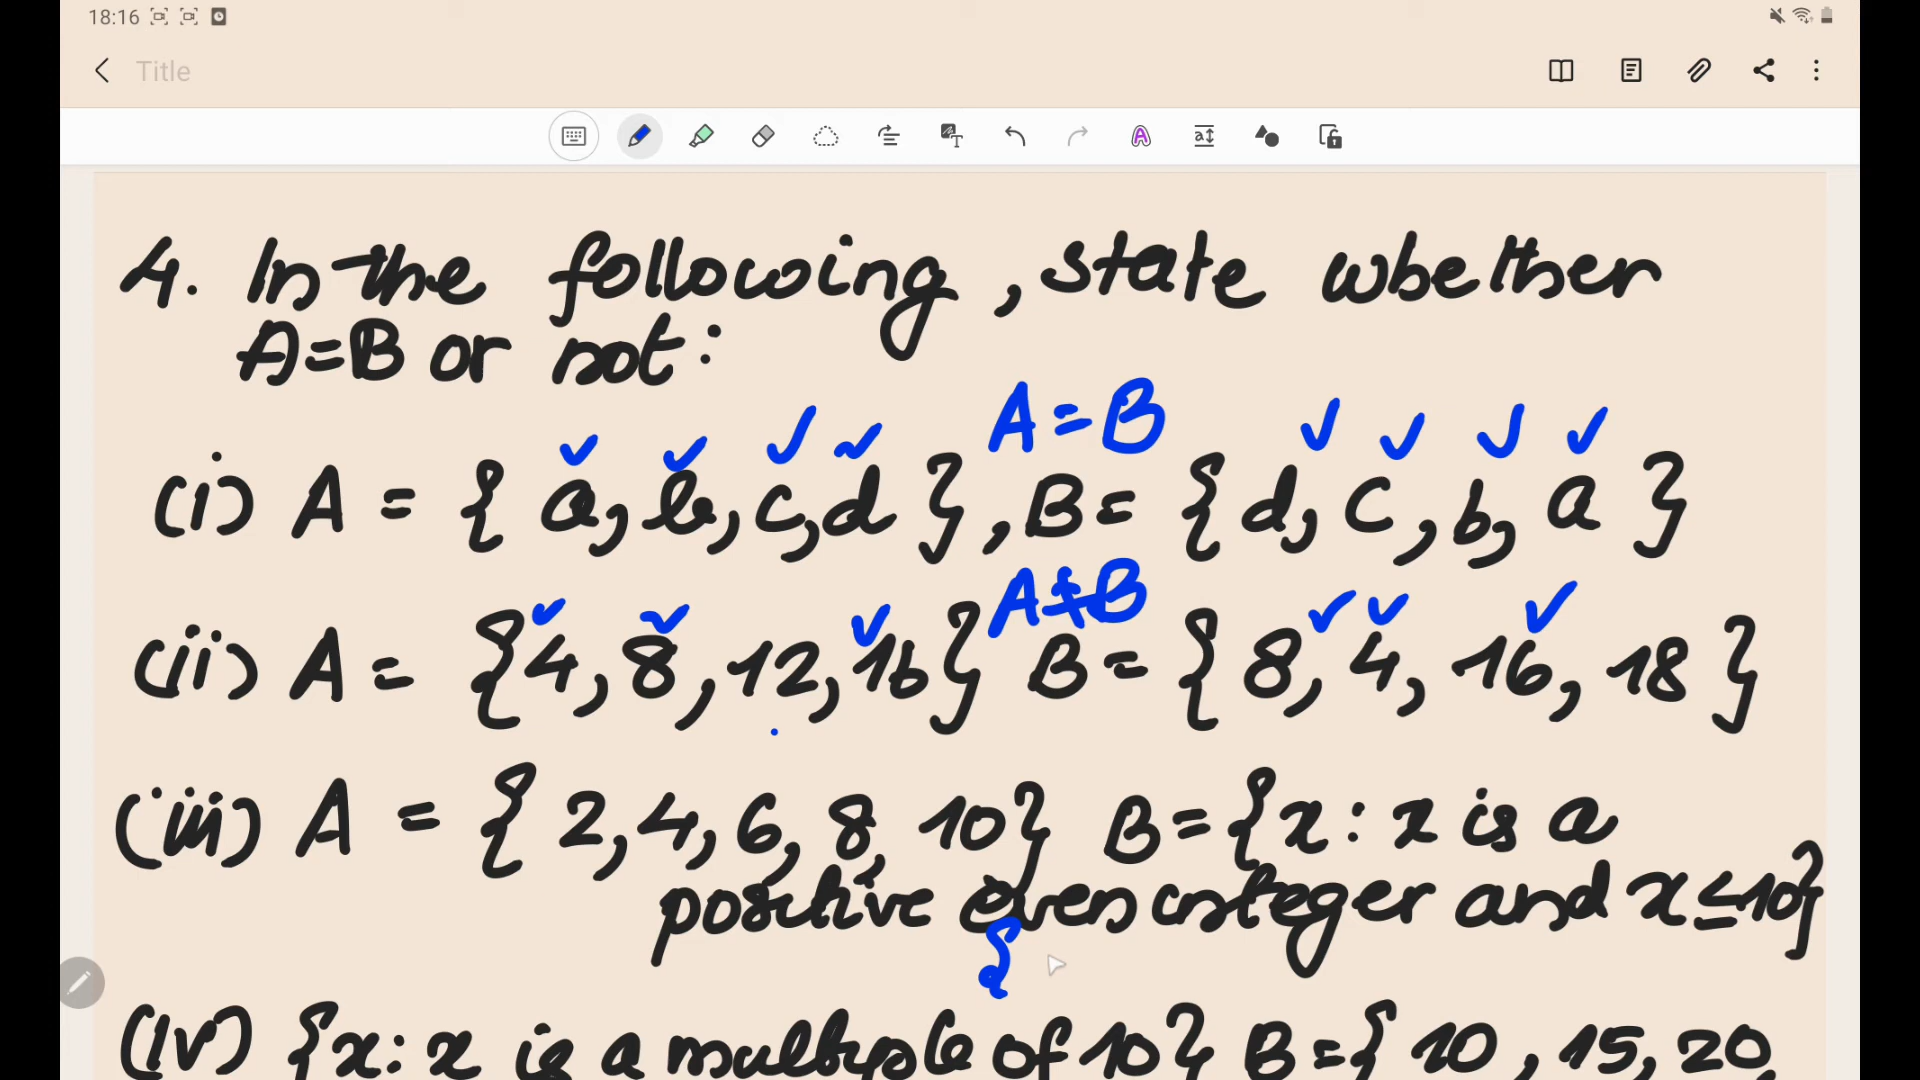 18:16
Title
4. In the following, state whether
A=B or not:
A=B
(i) A = { a, b, c, d }, B = { d, c, b, a }
A≠B
(ii) A = {4, 8, 12, 16} B = { 8, 4, 16, 18 }
(iii) A = { 2, 4, 6, 8, 10} B = {x : x is a
positive even integer and x ≤ 10}
{
(iv) {x : x is a multiple of 10} B = { 10, 15, 20,